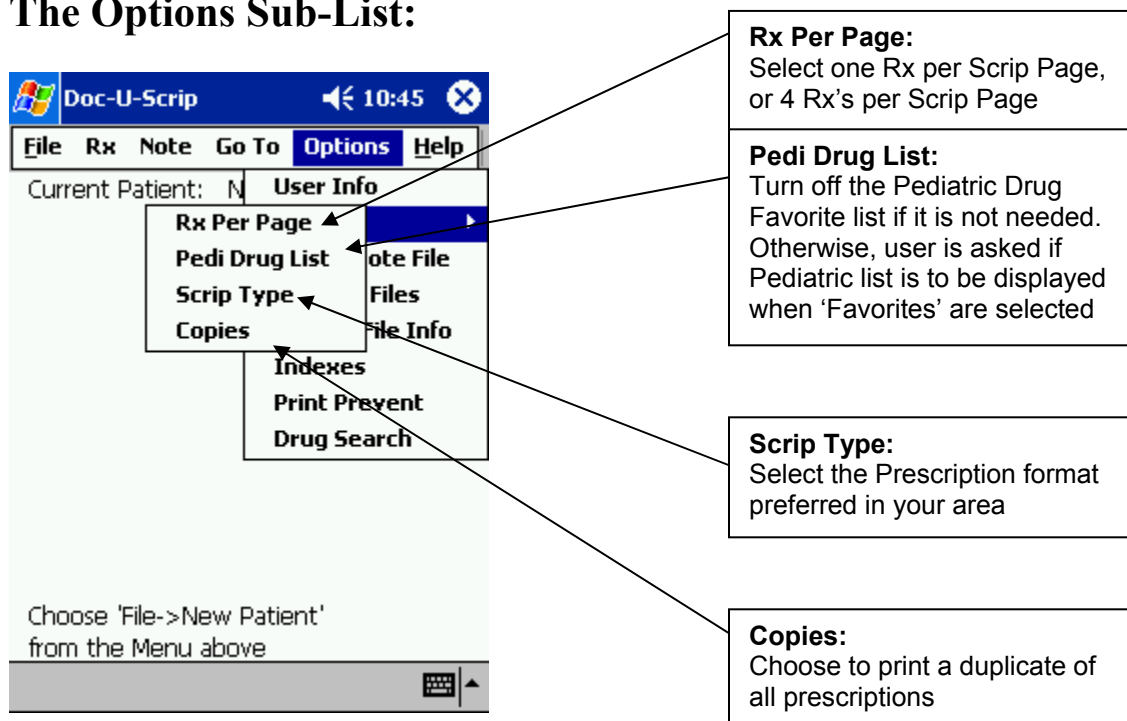 The Options Sub-List:
Doc-U-Scrip 10:45
File Rx Note Go To Options Help
Current Patient: N
User Info
Rx Per Page
Pedi Drug List
ote File
Scrip Type
Files
Copies
File Info
Indexes
Print Prevent
Drug Search
Choose 'File->New Patient'
from the Menu above
Rx Per Page:
Select one Rx per Scrip Page,
or 4 Rx's per Scrip Page
Pedi Drug List:
Turn off the Pediatric Drug
Favorite list if it is not needed.
Otherwise, user is asked if
Pediatric list is to be displayed
when ‘Favorites’ are selected
Scrip Type:
Select the Prescription format
preferred in your area
Copies:
Choose to print a duplicate of
all prescriptions